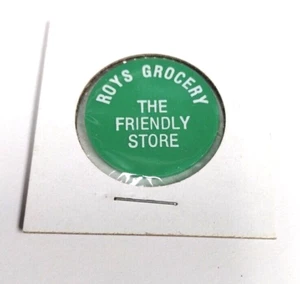 ROYS GROCERY
THE
FRIENDLY
STORE